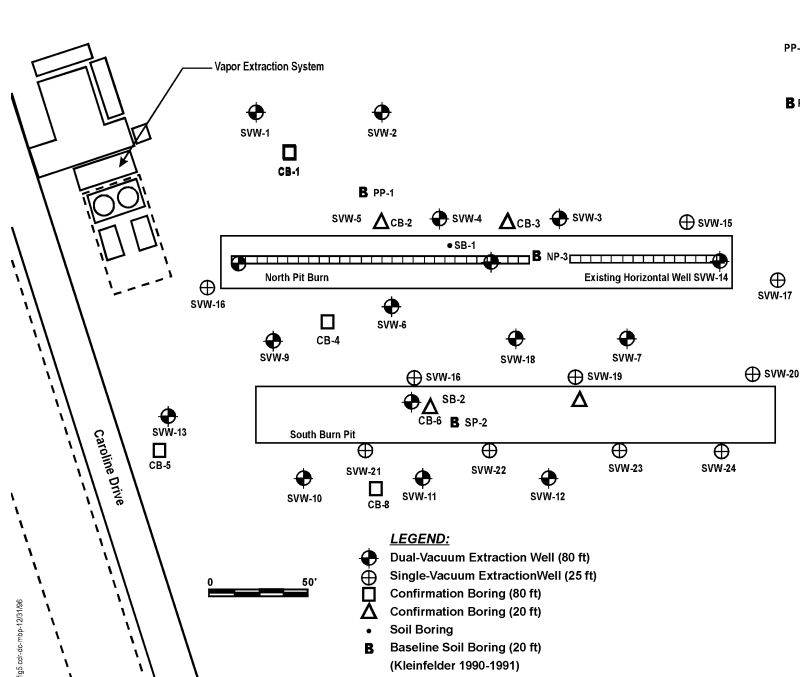 PP-
Vapor Extraction System
B
SVW-1
SVW-2
CB-1
B PP-1
SVW-5
CB-2
SVW-4
CB-3
SVW-3
SVW-15
SB-1
B NP-3
North Pit Burn
Existing Horizontal Well SVW-14
SVW-16
SVW-17
SVW-6
CB-4
SVW-9
SVW-18
SVW-7
SVW-16
SVW-19
SVW-20
SB-2
CB-6
B SP-2
SVW-13
South Burn Pit
CB-5
SVW-21
SVW-22
SVW-23
SVW-24
SVW-10
SVW-11
SVW-12
CB-8
Caroline Drive
LEGEND:
Dual-Vacuum Extraction Well (80 ft)
Single-Vacuum ExtractionWell (25 ft)
Confirmation Boring (80 ft)
Confirmation Boring (20 ft)
Soil Boring
B Baseline Soil Boring (20 ft)
(Kleinfelder 1990-1991)
0 50'